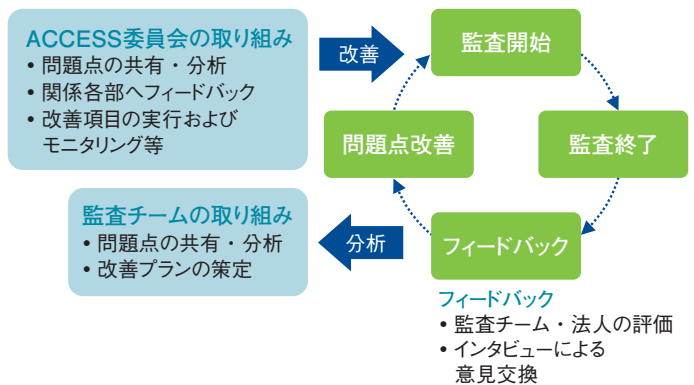 ACCESS委員会の取り組み
• 問題点の共有・分析
• 関係各部へフィードバック
• 改善項目の実行および
モニタリング等
改善
監査開始
問題点改善
監査終了
監査チームの取り組み
• 問題点の共有・分析
• 改善プランの策定
分析
フィードバック
フィードバック
• 監査チーム・法人の評価
• インタビューによる
意見交換